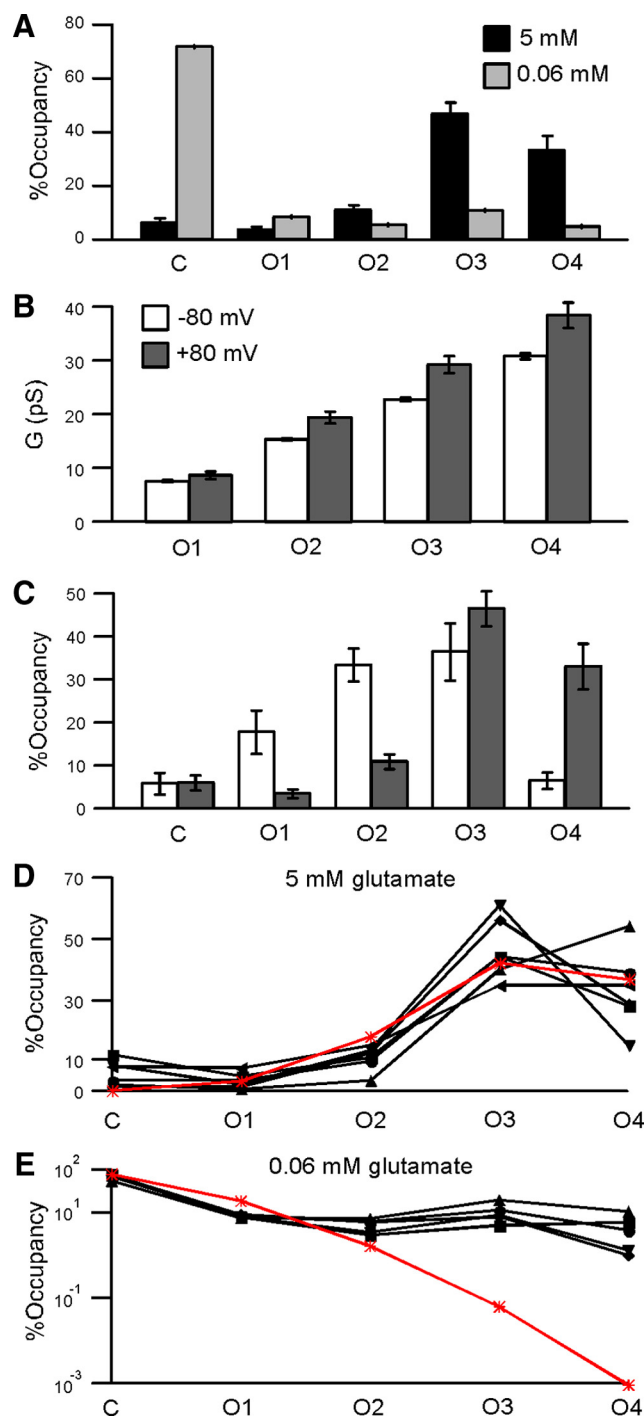 A
80
60
40
20
0
%Occupancy
5 mM
0.06 mM
C O1 O2 O3 O4
B
40
30
20
10
0
G (pS)
-80 mV
+80 mV
O1 O2 O3 O4
C
50
40
30
20
10
0
%Occupancy
C O1 O2 O3 O4
D
5 mM glutamate
70
50
30
10
0
%Occupancy
C O1 O2 O3 O4
E
0.06 mM glutamate
10²
10¹
10⁻¹
10⁻³
%Occupancy
C O1 O2 O3 O4